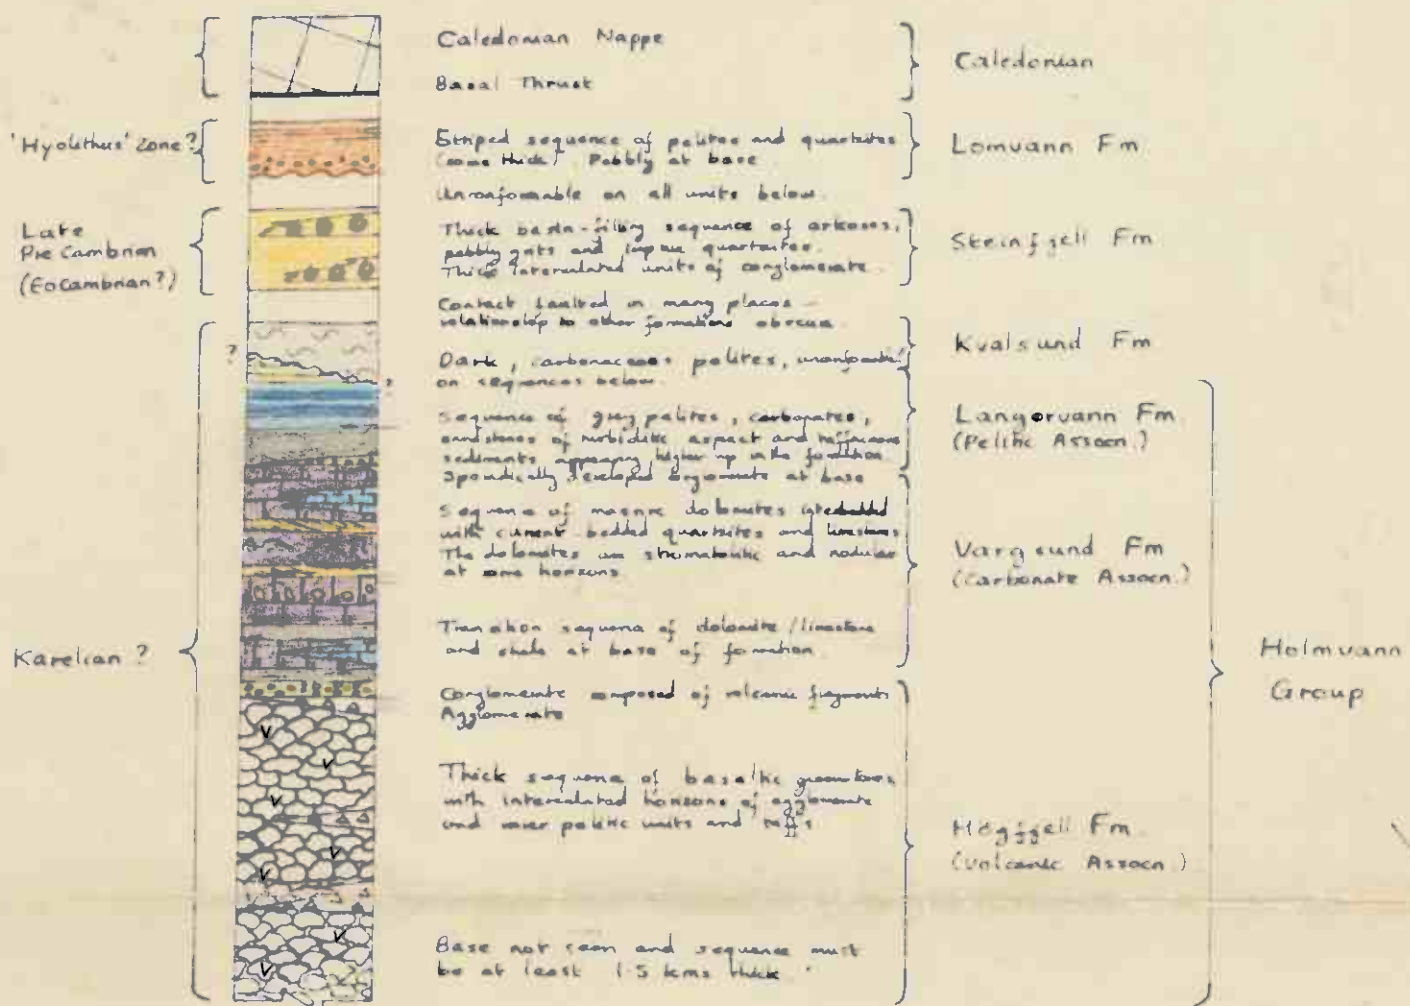 Caledonian Nappe
Basal Thrust
Caledonian
'Hyolithus' Zone?
Striped sequence of pelites and quartzites
(some thick) Pebbly at base
Lomvann Fm
Unconformable on all units below.
Late
Pre Cambrian
(EoCambrian?)
Thick basin-filling sequence of arkoses,
pebbly grits and impure quartzites.
Thick intercalated units of conglomerate.
Steinfjell Fm
Contact faulted in many places -
relationship to other formations obscure
Kvalsund Fm
?
?
Dark, carbonaceous pelites, unconformable
on sequences below.
Sequence of grey pelites, carbonates,
sandstones of turbiditic aspect and tuffaceous
sediments appearing higher up in the formation
Sporadically developed conglomerate at base
Langorvann Fm
(Pelitic Assocn.)
Sequence of massive dolomites interbedded
with current bedded quartzites and limestones
The dolomites are stromatolitic and nodular
at some horizons.
Vargsund Fm
(Carbonate Assocn.)
Transition sequence of dolomite/limestone
and shale at base of formation
Karelian ?
Holmvann
Group
Conglomerate composed of volcanic fragments
Agglomerate
Thick sequence of basaltic greenstones
with intercalated horizons of agglomerate
and minor pelitic units and tuffs
Högfjell Fm.
(Volcanic Assocn.)
Base not seen and sequence must
be at least 1.5 kms thick.
V
V
V
V
V
V
V